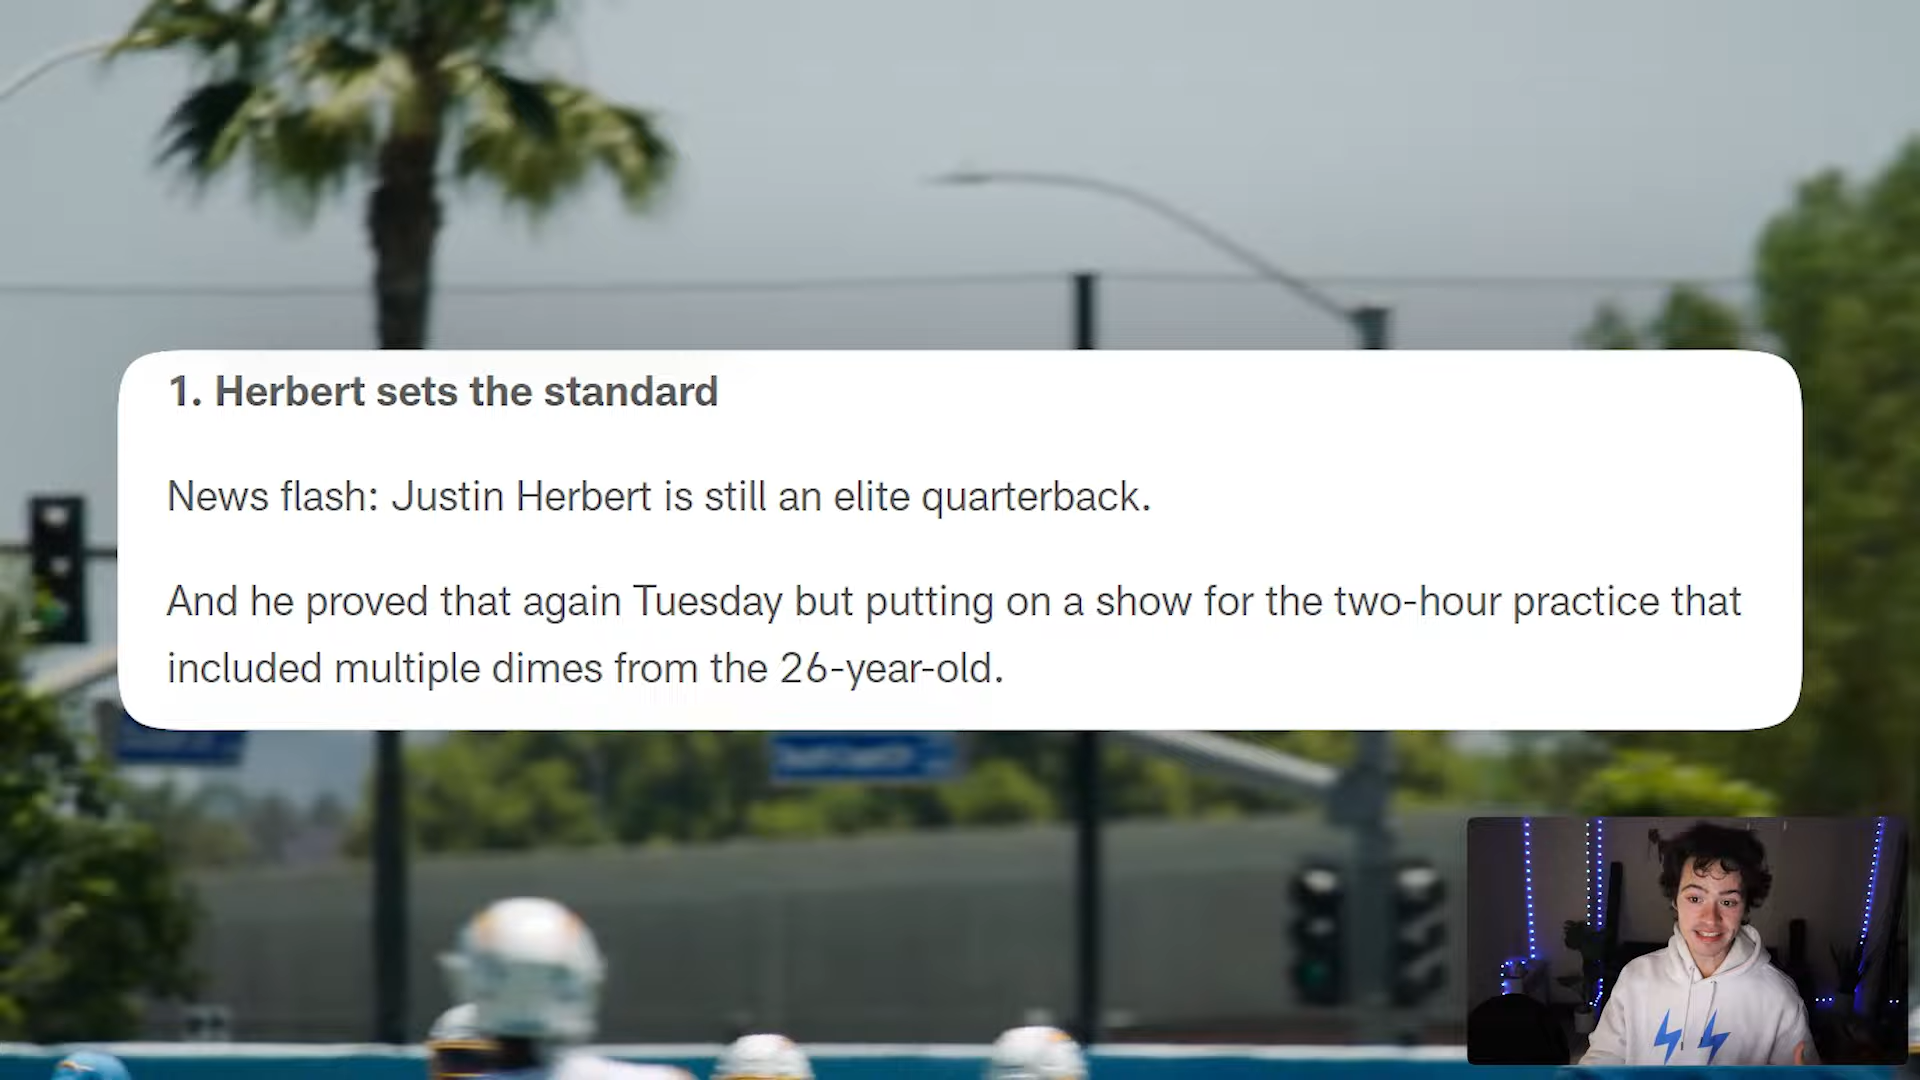 1. Herbert sets the standard
News flash: Justin Herbert is still an elite quarterback.
And he proved that again Tuesday but putting on a show for the two-hour practice that
included multiple dimes from the 26-year-old.